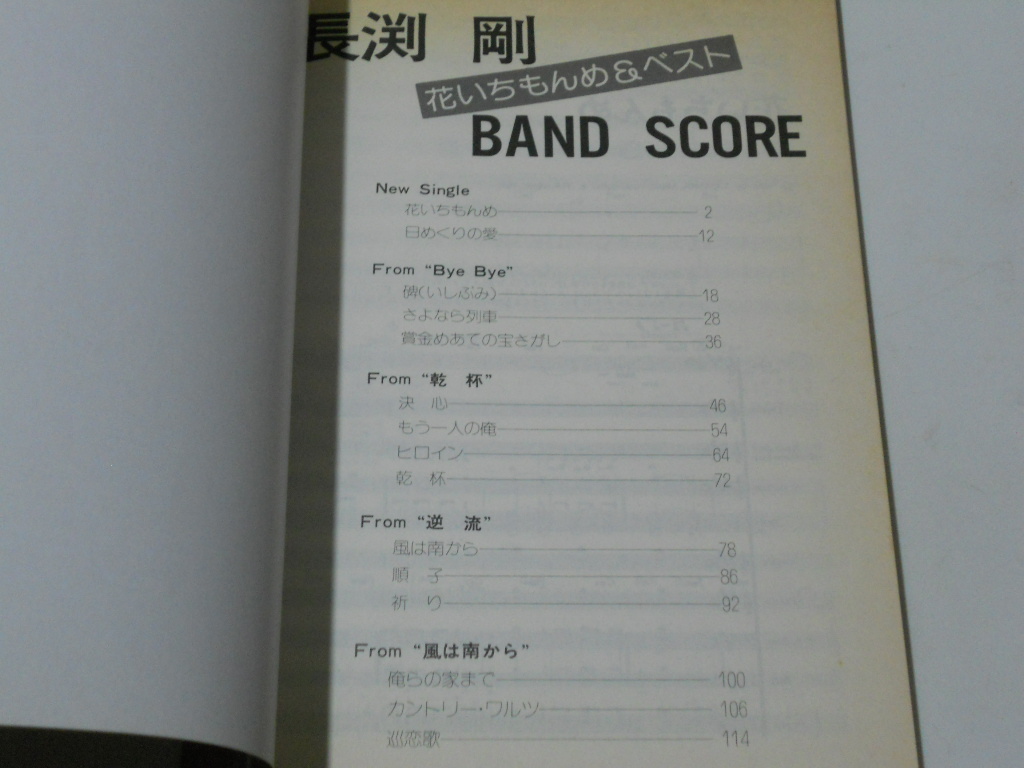 長渕 剛
花いちもんめ&ベスト
BAND SCORE
New Single
花いちもんめ 2
日めくりの愛 12
From “Bye Bye”
碑(いしぶみ) 18
さよなら列車 28
賞金めあての宝さがし 36
From “乾 杯”
決 心 46
もう一人の俺 54
ヒロイン 64
乾 杯 72
From “逆 流”
風は南から 78
順 子 86
祈 り 92
From “風は南から”
俺らの家まで 100
カントリー・ワルツ 106
巡恋歌 114